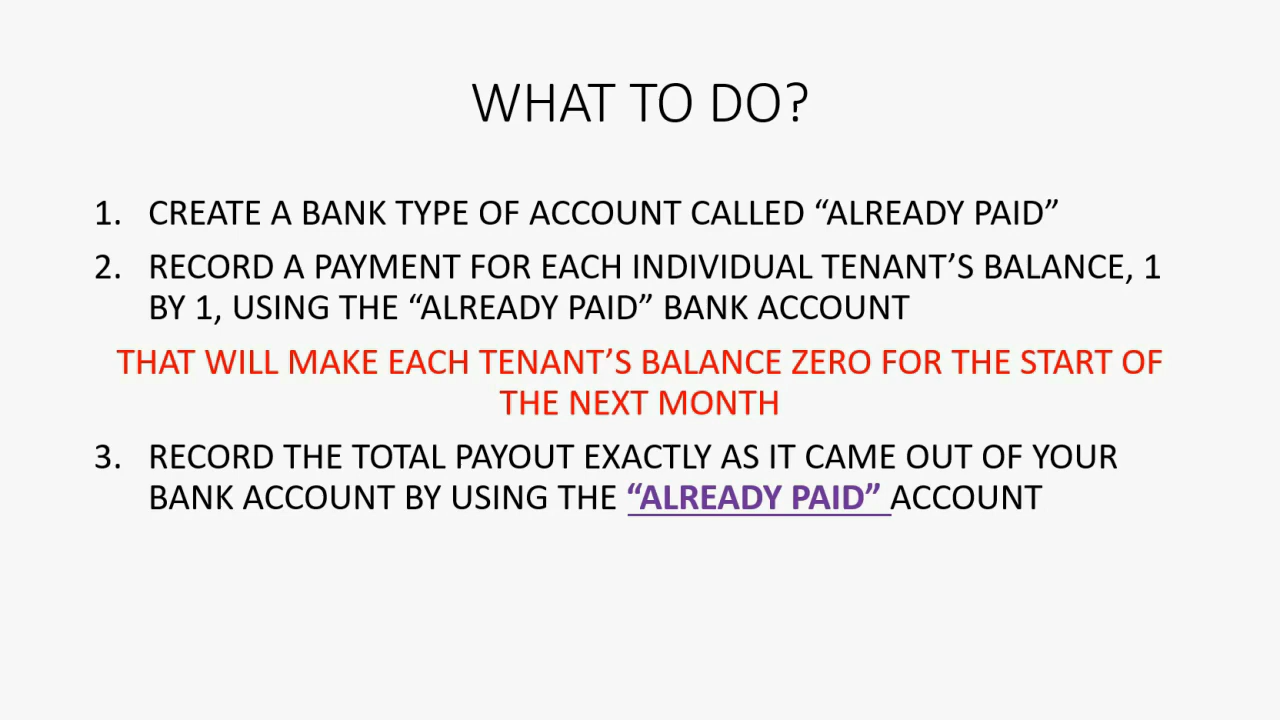 WHAT TO DO?
1. CREATE A BANK TYPE OF ACCOUNT CALLED “ALREADY PAID”
2. RECORD A PAYMENT FOR EACH INDIVIDUAL TENANT’S BALANCE, 1
BY 1, USING THE “ALREADY PAID” BANK ACCOUNT
THAT WILL MAKE EACH TENANT’S BALANCE ZERO FOR THE START OF
THE NEXT MONTH
3. RECORD THE TOTAL PAYOUT EXACTLY AS IT CAME OUT OF YOUR
BANK ACCOUNT BY USING THE “ALREADY PAID” ACCOUNT